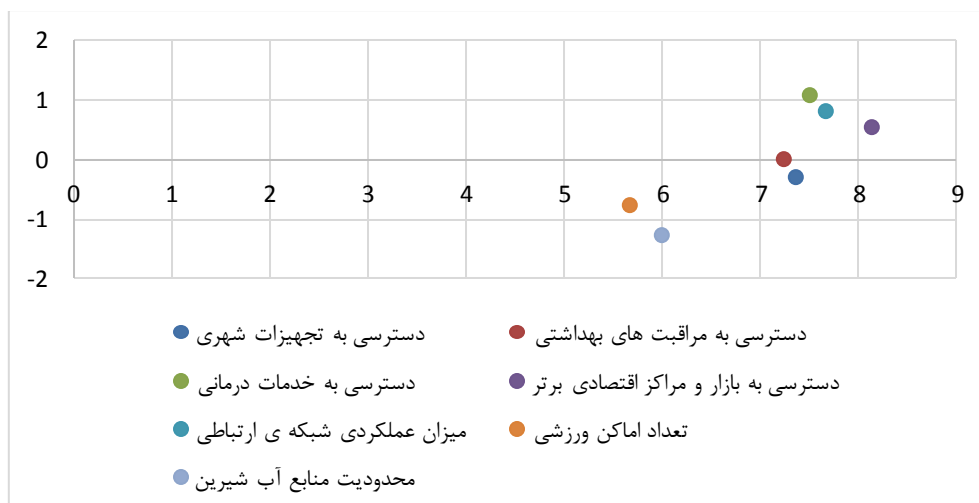 2
1
0
-1
-2
0 1 2 3 4 5 6 7 8 9
دسترسی به تجهیزات شهری
دسترسی به مراقبت های بهداشتی
دسترسی به خدمات درمانی
دسترسی به بازار و مراکز اقتصادی برتر
میزان عملکردی شبکه ی ارتباطی
تعداد اماکن ورزشی
محدودیت منابع آب شیرین